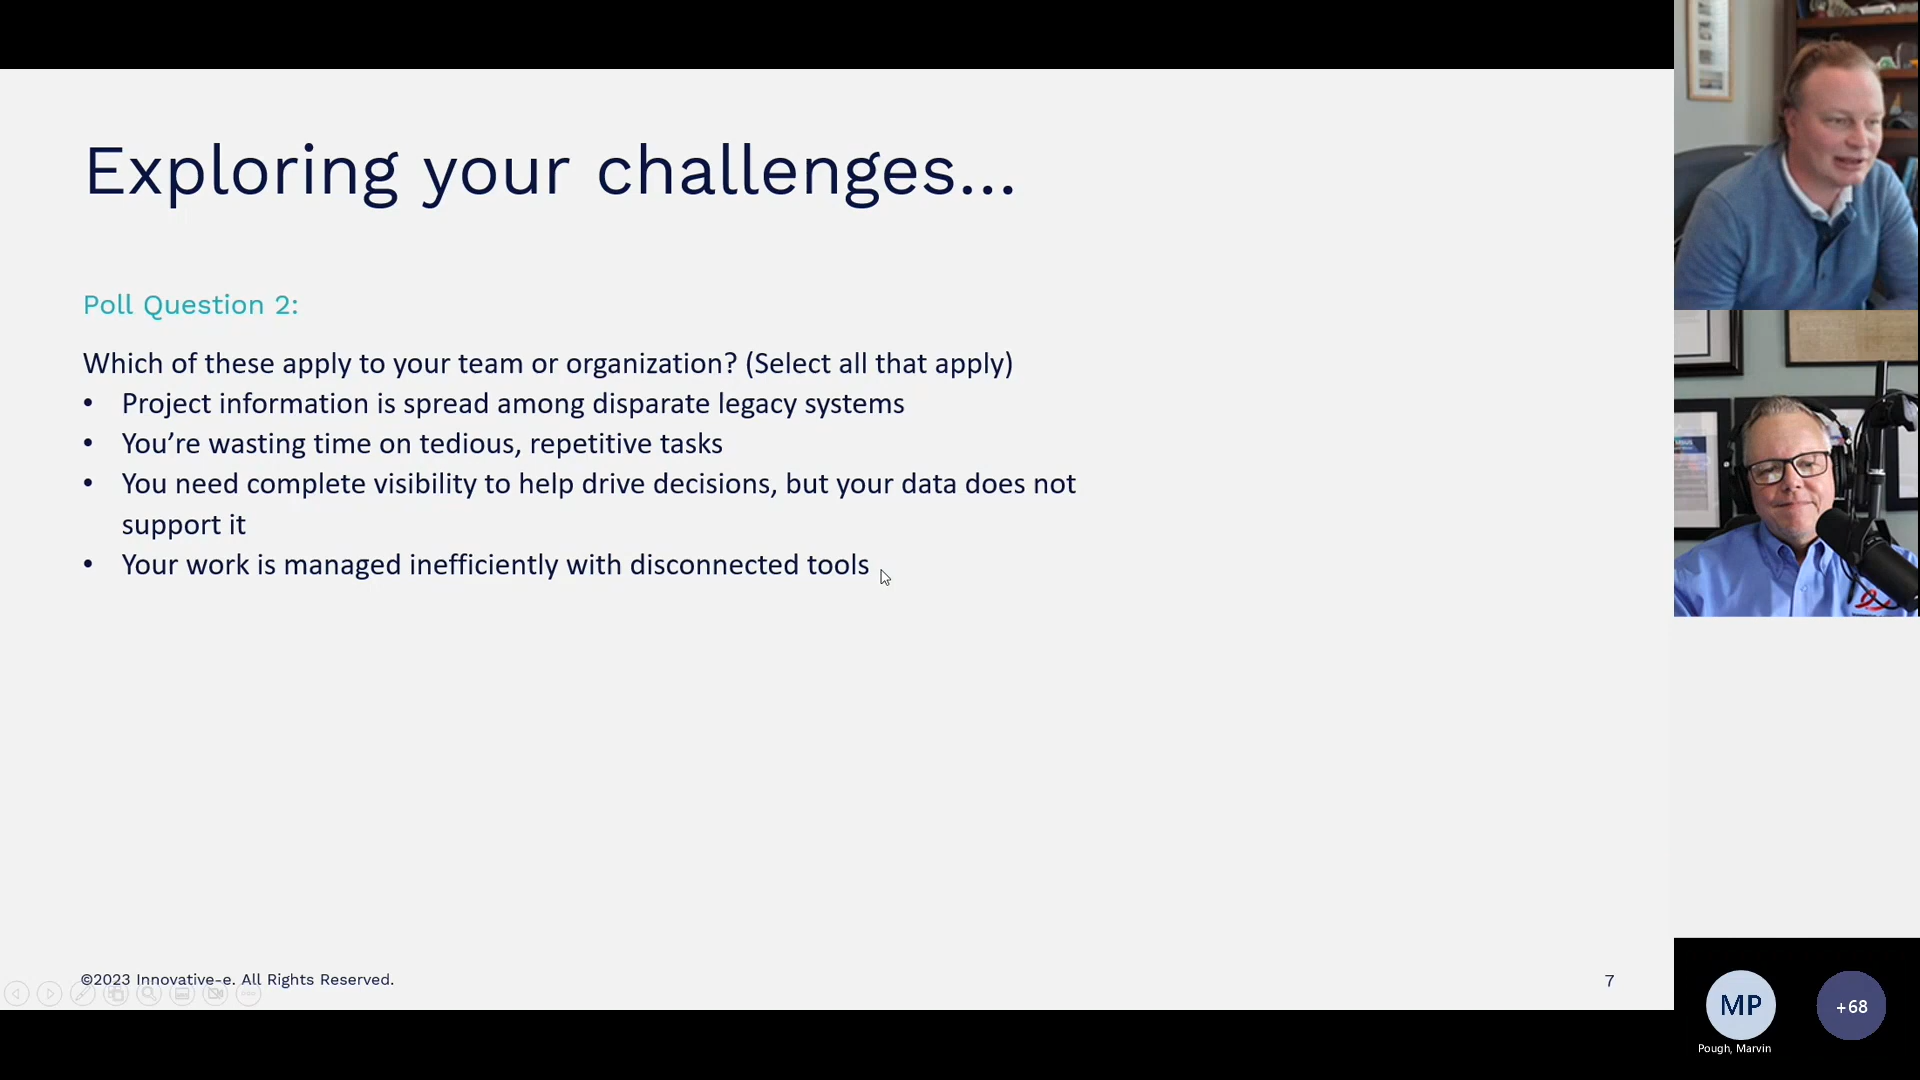 Exploring your challenges...
Poll Question 2:
Which of these apply to your team or organization? (Select all that apply)
• Project information is spread among disparate legacy systems
• You’re wasting time on tedious, repetitive tasks
• You need complete visibility to help drive decisions, but your data does not
support it
• Your work is managed inefficiently with disconnected tools
©2023 Innovative-e. All Rights Reserved.
7
MP
+68
Pough, Marvin